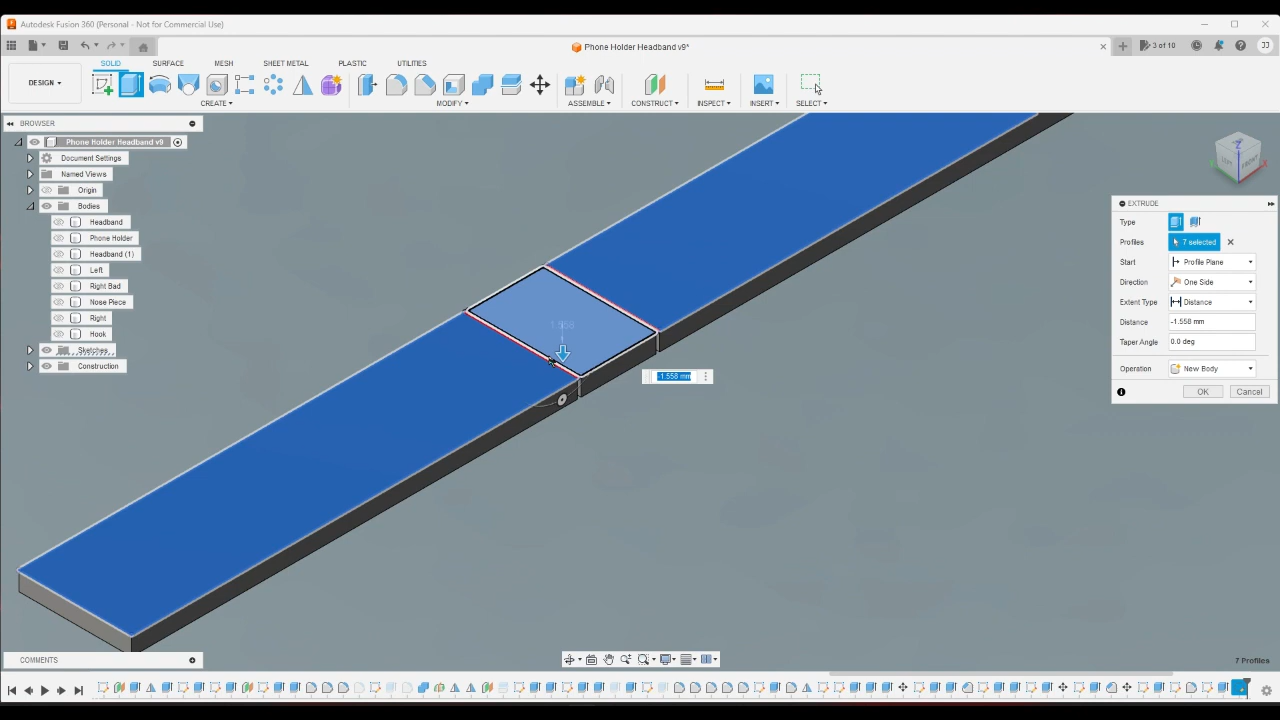 Autodesk Fusion 360 (Personal - Not for Commercial Use)
Phone Holder Headband v9*
3 of 10
JJ
SOLID SURFACE MESH SHEET METAL PLASTIC UTILITIES
DESIGN
CREATE MODIFY ASSEMBLE CONSTRUCT INSPECT INSERT SELECT
BROWSER
Phone Holder Headband v9
Document Settings
Named Views
Origin
Bodies
Headband
Phone Holder
Headband (1)
Left
Right Bad
Nose Piece
Right
Hook
Sketches
Construction
Z
FRONT
X
Y
EXTRUDE
Type
Profiles 7 selected
Start Profile Plane
Direction One Side
Extent Type Distance
Distance -1.558 mm
Taper Angle 0.0 deg
Operation New Body
OK Cancel
1.558
-1.558 mm
COMMENTS
7 Profiles